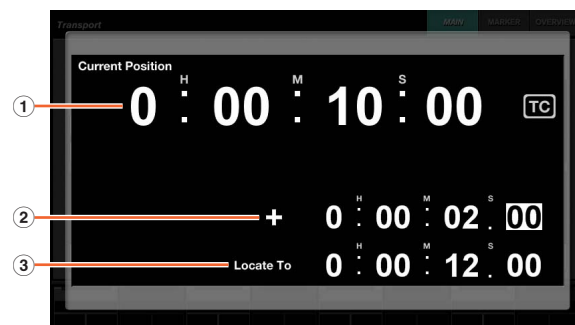 Transport MAIN MARKER OVERVIEW
Current Position
H M S
1 0:00:10:00 TC
H M S
2 + 0:00:02.00
H M S
3 Locate To 0:00:12.00